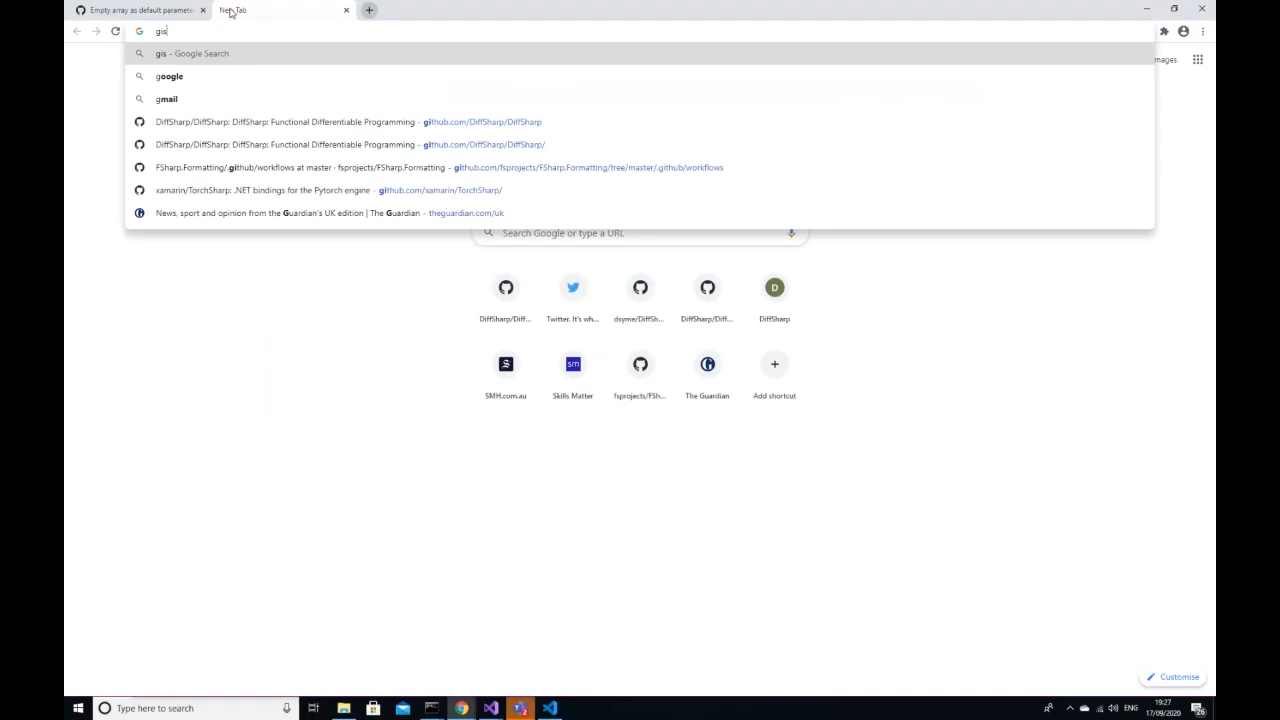 Empty array as default paramete
New Tab
gis
gis - Google Search
google
gmail
DiffSharp/DiffSharp: DiffSharp: Functional Differentiable Programming - github.com/DiffSharp/DiffSharp
DiffSharp/DiffSharp: DiffSharp: Functional Differentiable Programming - github.com/DiffSharp/DiffSharp/
FSharp.Formatting/.github/workflows at master · fsprojects/FSharp.Formatting - github.com/fsprojects/FSharp.Formatting/tree/master/.github/workflows
xamarin/TorchSharp: .NET bindings for the Pytorch engine - github.com/xamarin/TorchSharp/
News, sport and opinion from the Guardian's UK edition | The Guardian - theguardian.com/uk
mages
Search Google or type a URL
D
DiffSharp/Diff...
Twitter. It's wh...
dsyme/DiffSh...
DiffSharp/Diff...
DiffSharp
sm
SMH.com.au
Skills Matter
fsprojects/FSh...
The Guardian
Add shortcut
Customise
Type here to search
ENG
19:27
17/09/2020